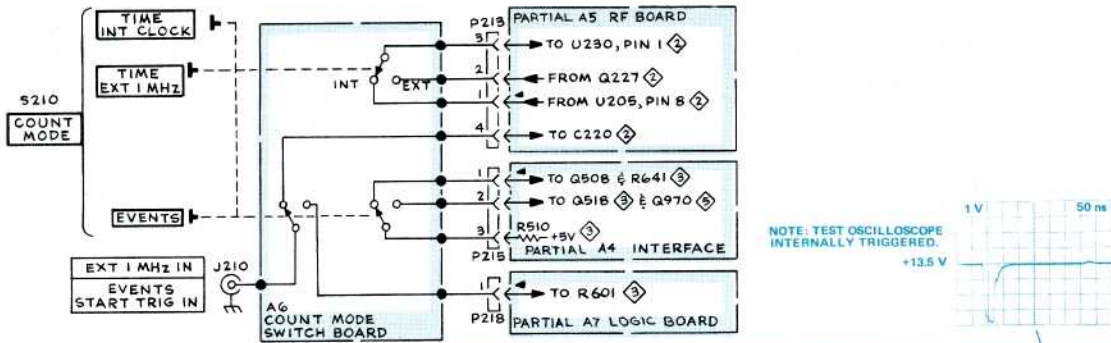 TIME
INT CLOCK
TIME
EXT 1 MHz
S210
COUNT
MODE
EVENTS
EXT 1 MHz IN
EVENTS
START TRIG IN
J210
INT
EXT
A6
COUNT MODE
SWITCH BOARD
P213
3
2
1
4
PARTIAL A5 RF BOARD
TO U230, PIN 1 2
FROM Q227 2
FROM U205, PIN 8 2
TO C220 2
1
2
3
P215
TO Q508 & R641 3
TO Q518 3 & Q970 5
R510
+5V 3
PARTIAL A4 INTERFACE
1
P218
TO R601 3
PARTIAL A7 LOGIC BOARD
NOTE: TEST OSCILLOSCOPE
INTERNALLY TRIGGERED.
+13.5 V
1 V
50 ns